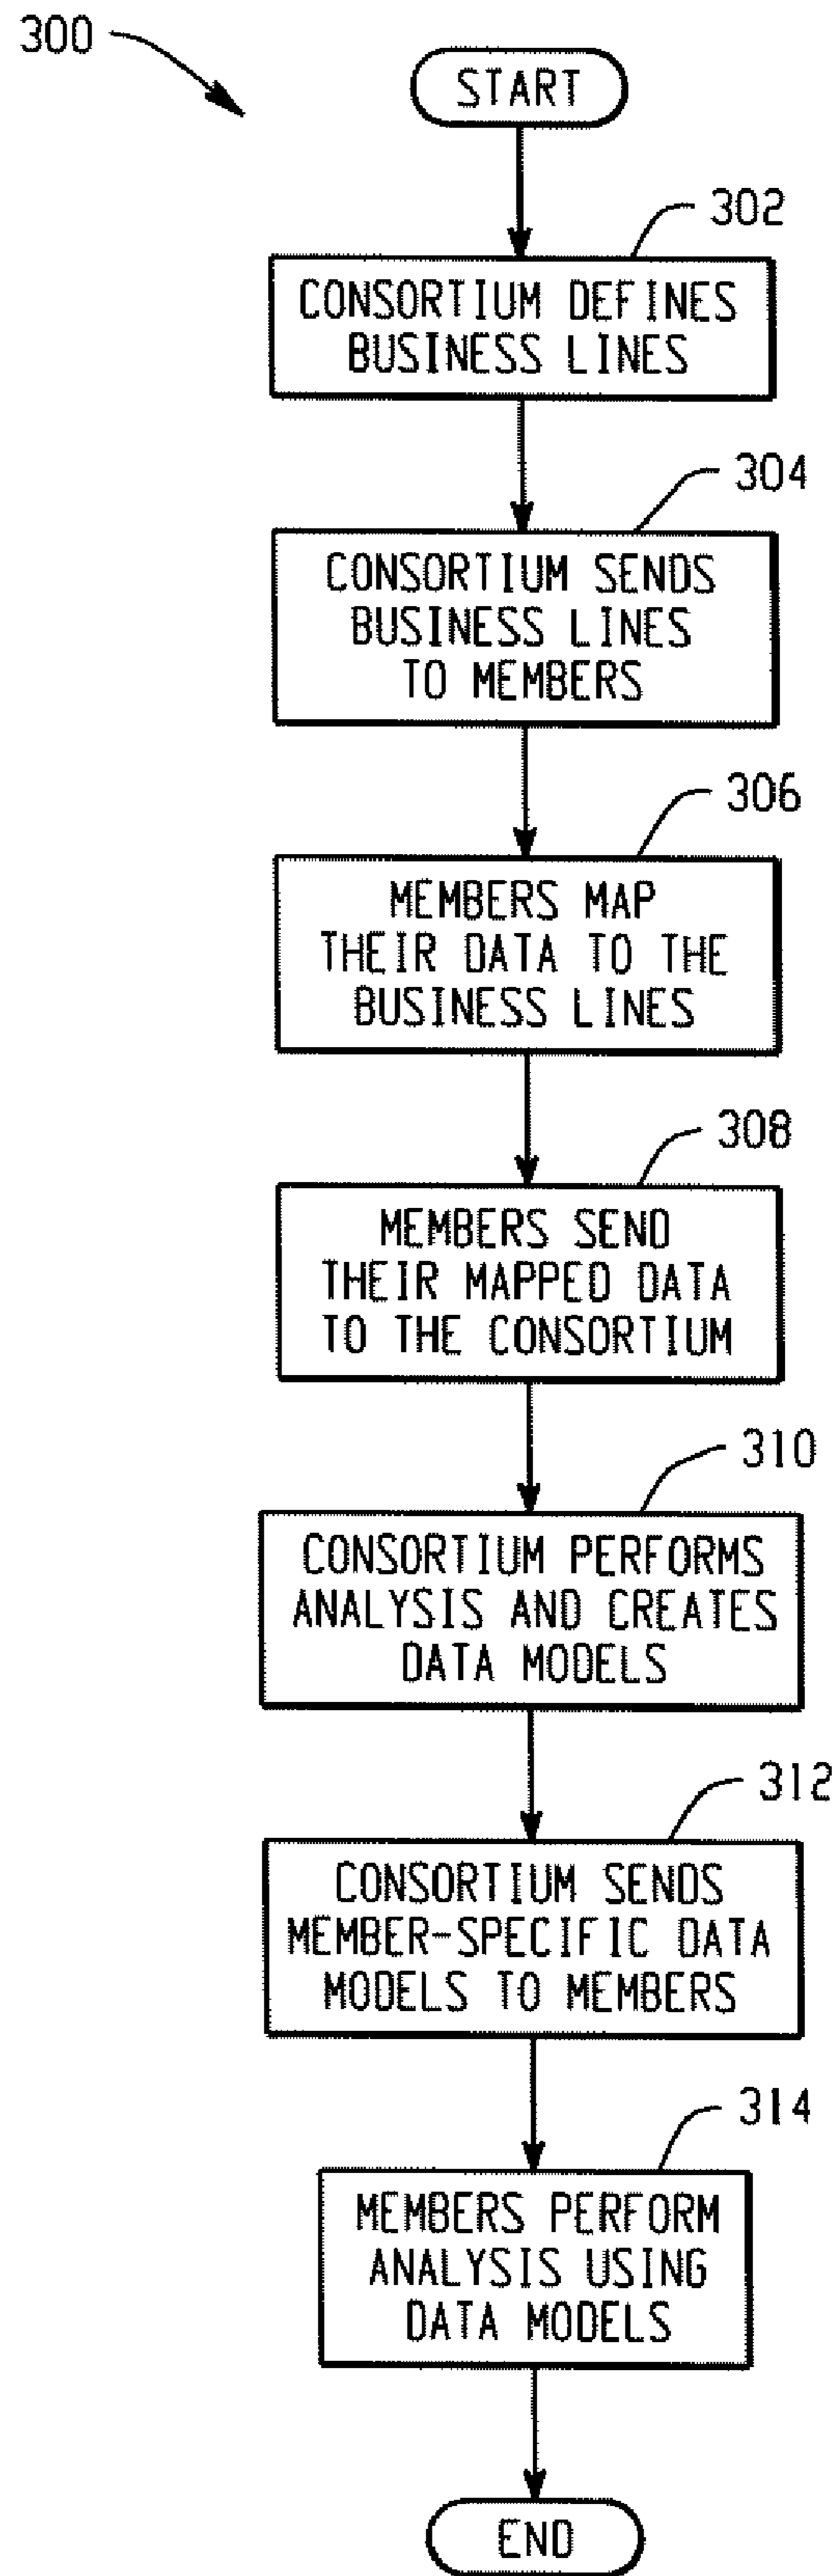 300
START
302
CONSORTIUM DEFINES
BUSINESS LINES
304
CONSORTIUM SENDS
BUSINESS LINES
TO MEMBERS
306
MEMBERS MAP
THEIR DATA TO THE
BUSINESS LINES
308
MEMBERS SEND
THEIR MAPPED DATA
TO THE CONSORTIUM
310
CONSORTIUM PERFORMS
ANALYSIS AND CREATES
DATA MODELS
312
CONSORTIUM SENDS
MEMBER-SPECIFIC DATA
MODELS TO MEMBERS
314
MEMBERS PERFORM
ANALYSIS USING
DATA MODELS
END